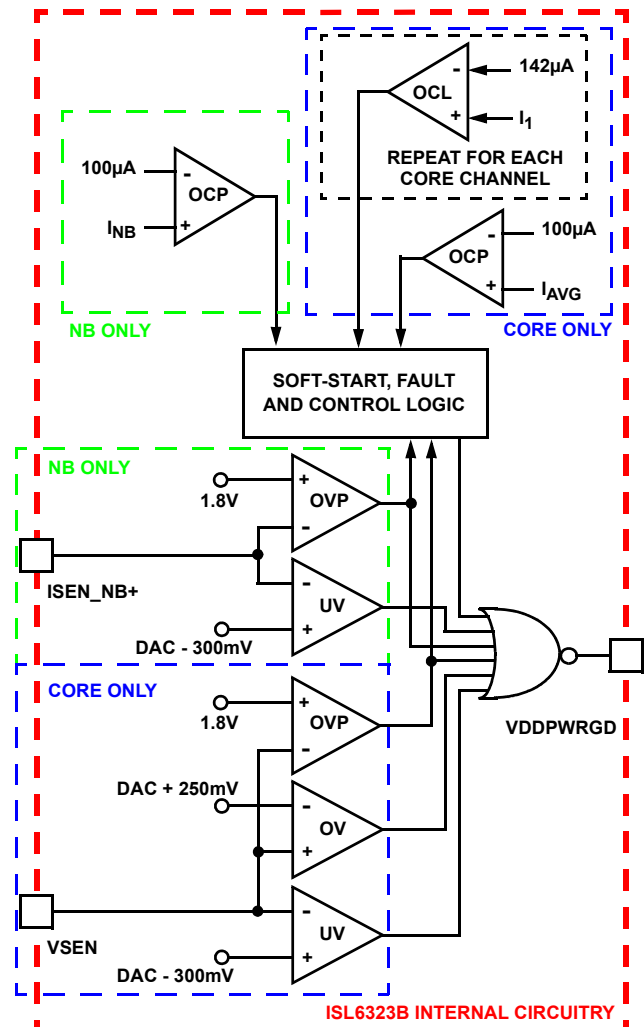 -
142µA
OCL
+
I1
REPEAT FOR EACH
CORE CHANNEL
100µA
-
OCP
INB
+
-
100µA
OCP
+
IAVG
NB ONLY
CORE ONLY
SOFT-START, FAULT
AND CONTROL LOGIC
NB ONLY
+
OVP
1.8V
-
ISEN_NB+
-
UV
DAC - 300mV
+
CORE ONLY
+
OVP
1.8V
-
VDDPWRGD
DAC + 250mV
-
OV
+
-
UV
VSEN
+
DAC - 300mV
ISL6323B INTERNAL CIRCUITRY